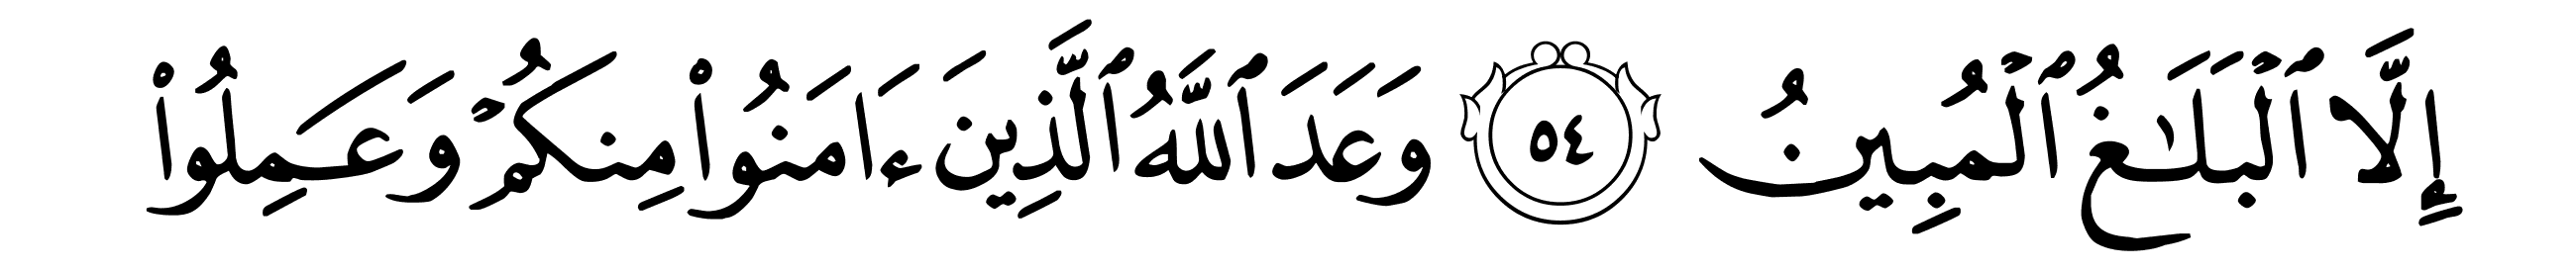 إِلَّا ٱلْبَلَـٰغُ ٱلْمُبِينُ ٥٤ وَعَدَ ٱللَّهُ ٱلَّذِينَ ءَامَنُوا۟ مِنكُمْ وَعَمِلُوا۟